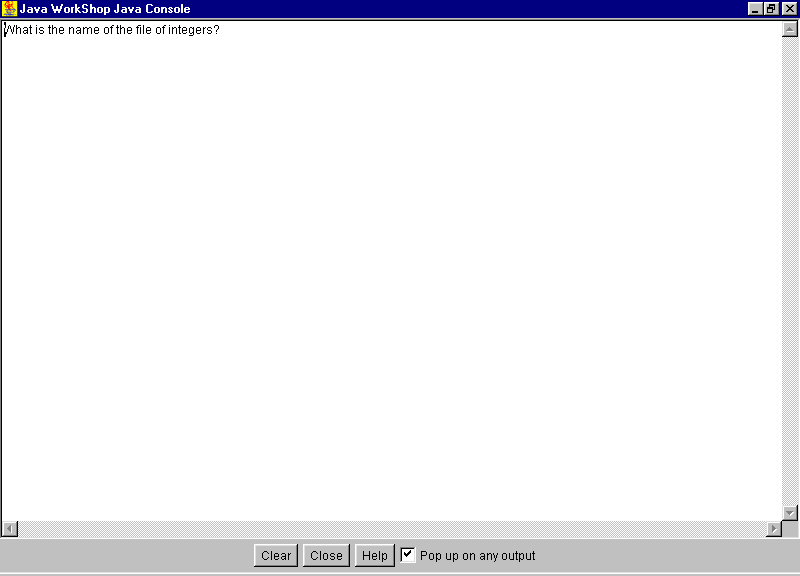 Java WorkShop Java Console
What is the name of the file of integers?
Clear Close Help Pop up on any output